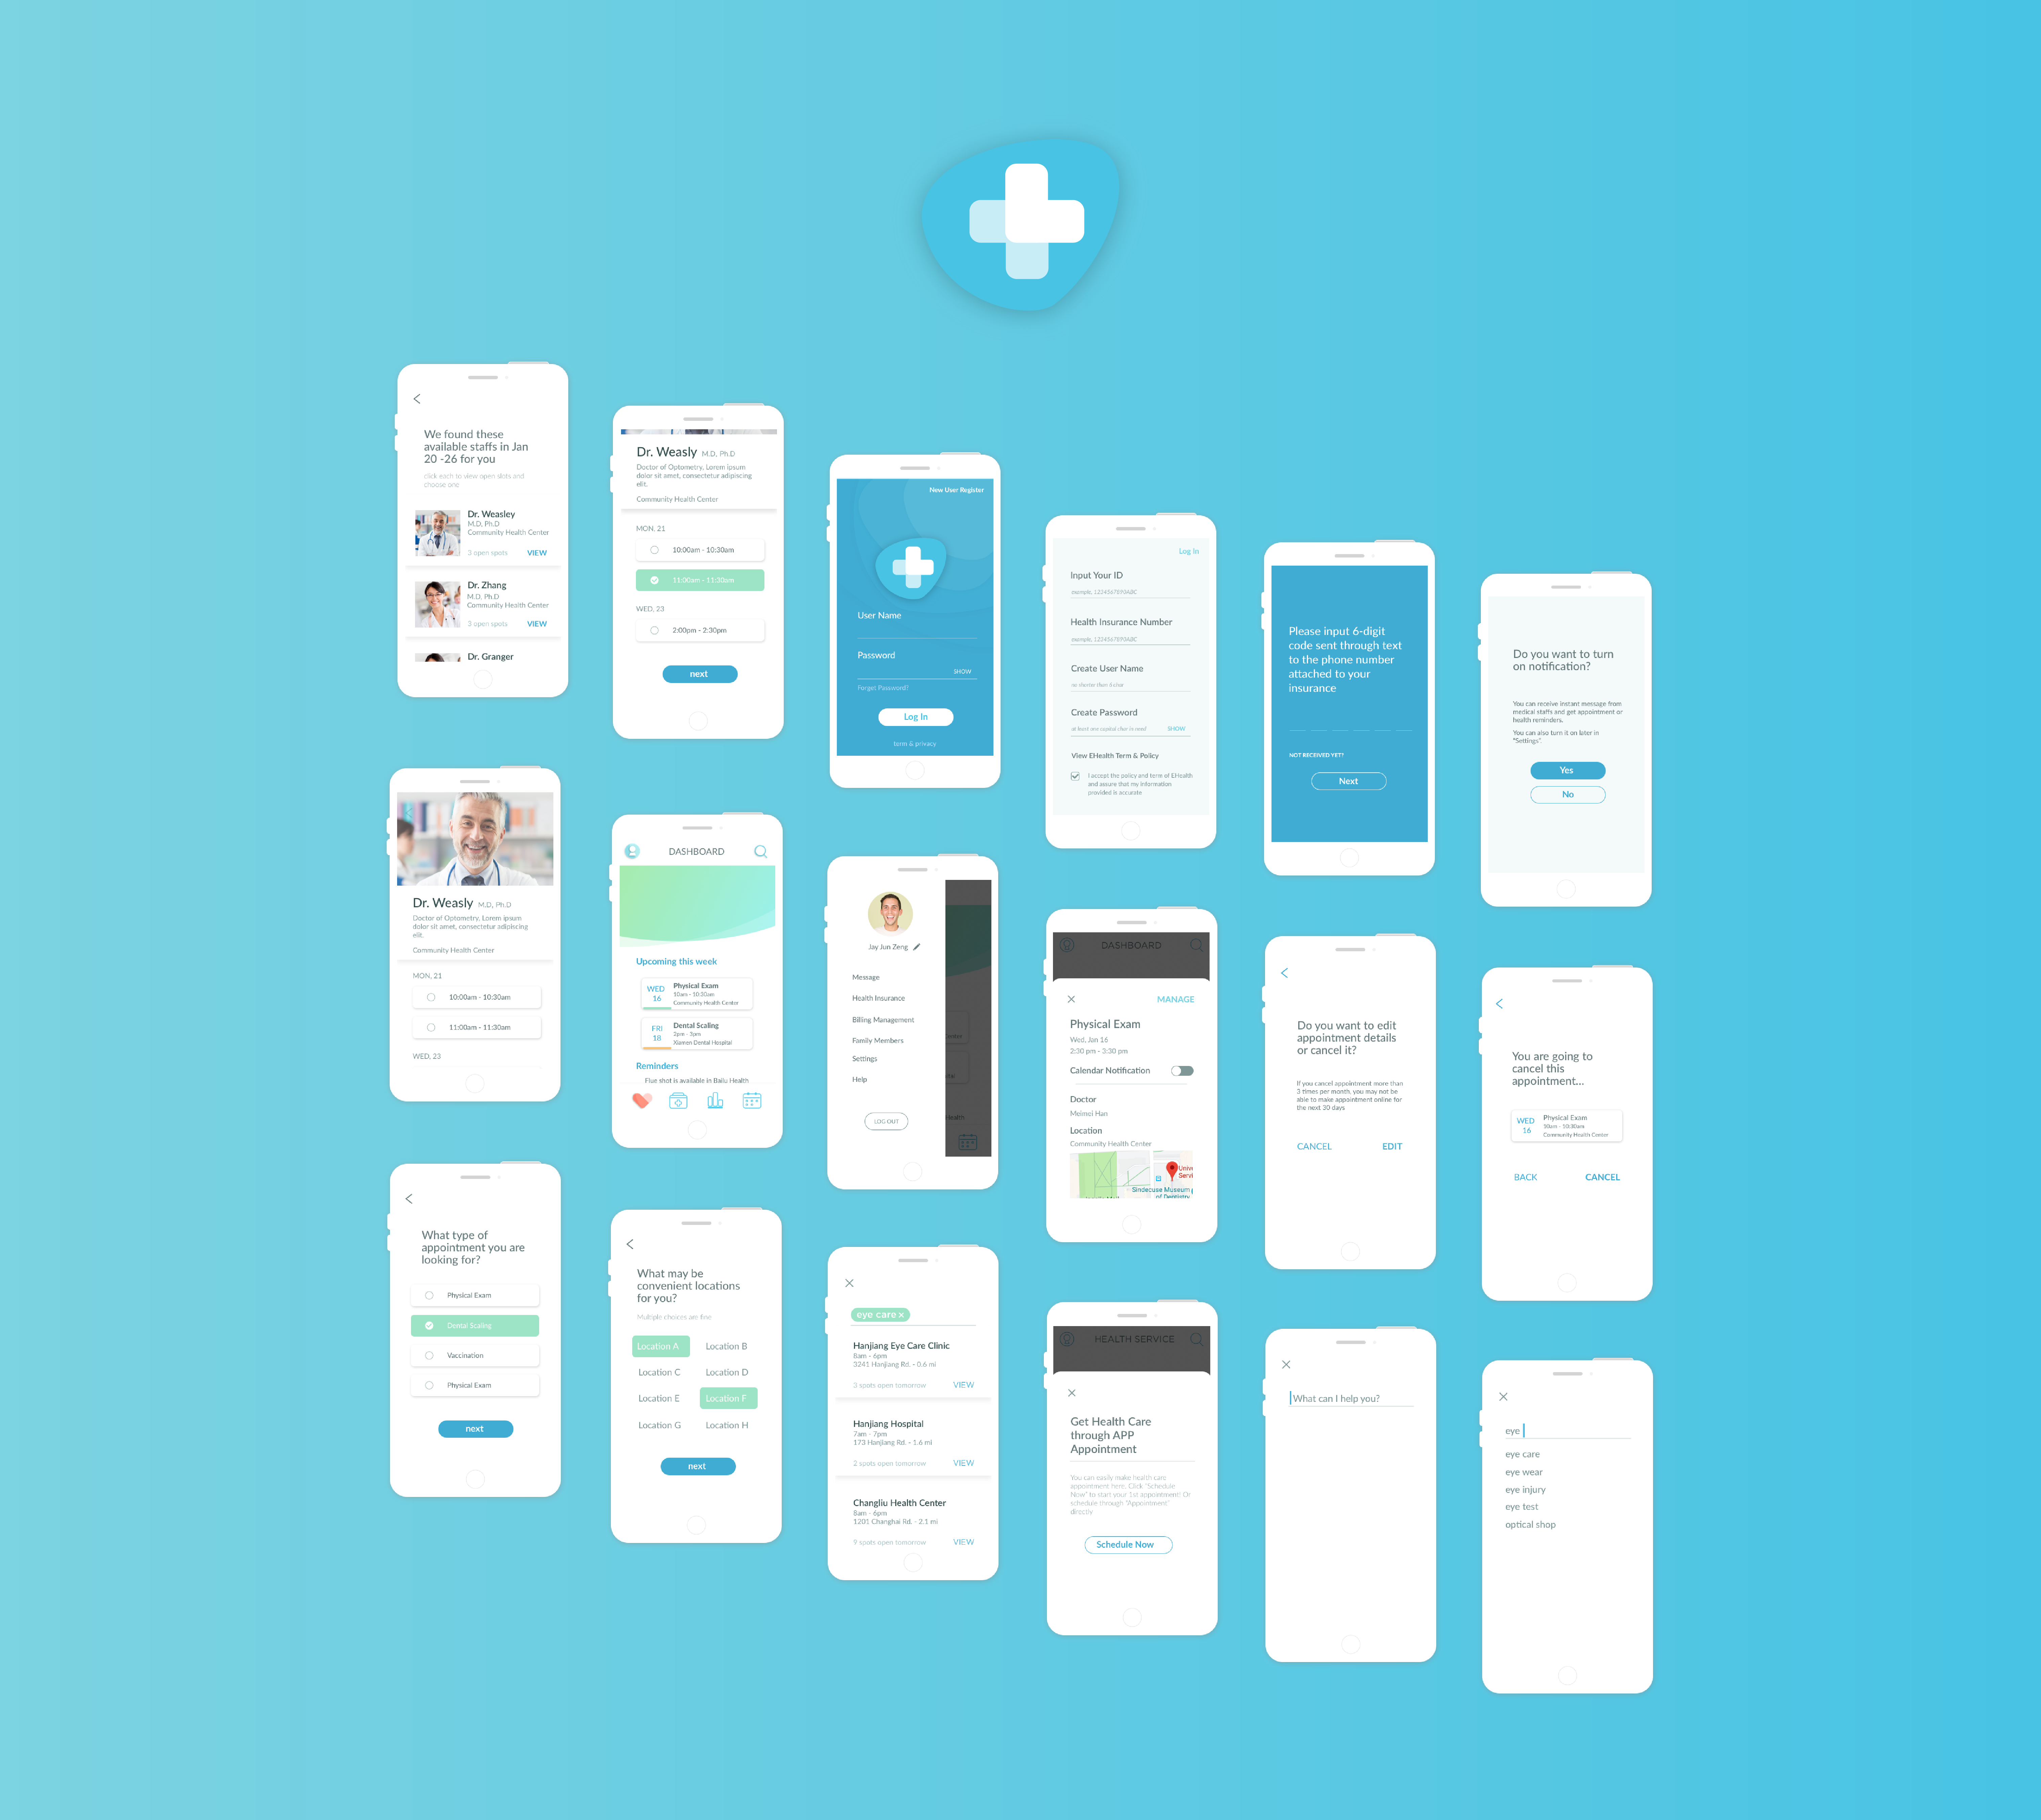 We found these
available staffs in Jan
20 -26 for you
click each to view open slots and
choose one
Dr. Weasley
M.D, Ph.D
Community Health Center
3 open spots VIEW
Dr. Zhang
M.D, Ph.D
Community Health Center
3 open spots VIEW
Dr. Granger
Dr. Weasly M.D, Ph.D
Doctor of Optometry, Lorem ipsum
dolor sit amet, consectetur adipiscing
elit.
Community Health Center
MON, 21
10:00am - 10:30am
11:00am - 11:30am
WED, 23
2:00pm - 2:30pm
next
New User Register
User Name
Password
SHOW
Forget Password?
Log In
term & privacy
Log In
Input Your ID
example, 1234567890ABC
Health Insurance Number
example, 1234567890ABC
Create User Name
no shorter than 6 char
Create Password
at least one capital char is need SHOW
View EHealth Term & Policy
I accept the policy and term of EHealth
and assure that my information
provided is accurate
Please input 6-digit
code sent through text
to the phone number
attached to your
insurance
NOT RECEIVED YET?
Next
Do you want to turn
on notification?
You can receive instant message from
medical staffs and get appointment or
health reminders.
You can also turn it on later in
"Settings".
Yes
No
Dr. Weasly M.D, Ph.D
Doctor of Optometry, Lorem ipsum
dolor sit amet, consectetur adipiscing
elit.
Community Health Center
MON, 21
10:00am - 10:30am
11:00am - 11:30am
WED, 23
DASHBOARD
Upcoming this week
WED
16
Physical Exam
10am - 10:30am
Community Health Center
FRI
18
Dental Scaling
2pm - 3pm
Xiamen Dental Hospital
Reminders
Flue shot is available in Bailu Health
Jay Jun Zeng
Message
Health Insurance
Billing Management
Family Members
Settings
Help
LOG OUT
Health
DASHBOARD
MANAGE
Physical Exam
Wed, Jan 16
2:30 pm - 3:30 pm
Calendar Notification
Doctor
Meimei Han
Location
Community Health Center
Unive
Servi
Sindecuse Museum
of Dentistry
Do you want to edit
appointment details
or cancel it?
If you cancel appointment more than
3 times per month, you may not be
able to make appointment online for
the next 30 days
CANCEL EDIT
You are going to
cancel this
appointment...
WED
16
Physical Exam
10am - 10:30am
Community Health Center
BACK CANCEL
What type of
appointment you are
looking for?
Physical Exam
Dental Scaling
Vaccination
Physical Exam
next
What may be
convenient locations
for you?
Multiple choices are fine
Location A Location B
Location C Location D
Location E Location F
Location G Location H
next
eye care x
Hanjiang Eye Care Clinic
8am - 6pm
3241 Hanjiang Rd. - 0.6 mi
3 spots open tomorrow VIEW
Hanjiang Hospital
7am - 7pm
173 Hanjiang Rd. - 1.6 mi
2 spots open tomorrow VIEW
Changliu Health Center
8am - 6pm
1201 Changhai Rd. - 2.1 mi
9 spots open tomorrow VIEW
HEALTH SERVICE
Get Health Care
through APP
Appointment
You can easily make health care
appointment here. Click "Schedule
Now" to start your 1st appointment! Or
schedule through "Appointment"
directly
Schedule Now
What can I help you?
eye
eye care
eye wear
eye injury
eye test
optical shop